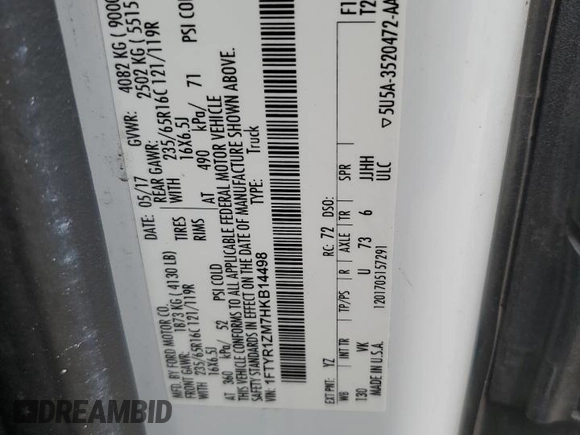 MFD. BY FORD MOTOR CO.
DATE: 05/17 GVWR: 4082 KG ( 9000
FRONT GAWR: 1873 KG ( 4130 LB) REAR GAWR: 2502 KG ( 5515
WITH 235/65R16C 121/119R TIRES WITH 235/65R16C 121/119R
16X6.5J RIMS 16X6.5J
AT 360 kPa/ 52 PSI COLD AT 490 kPa/ 71 PSI COLD
THIS VEHICLE CONFORMS TO ALL APPLICABLE FEDERAL MOTOR VEHICLE
SAFETY STANDARDS IN EFFECT ON THE DATE OF MANUFACTURE SHOWN ABOVE.
VIN: 1FTYR1ZM7HKB14498 TYPE: Truck
F1
T2
EXT PNT: YZ RC: 72 DSO:
WB INT TR TP/PS R AXLE TR SPR
130 VK U 73 6 JJHH
MADE IN U.S.A. 1201705157291 ULC
5U5A-3520472-AA
DREAMBID